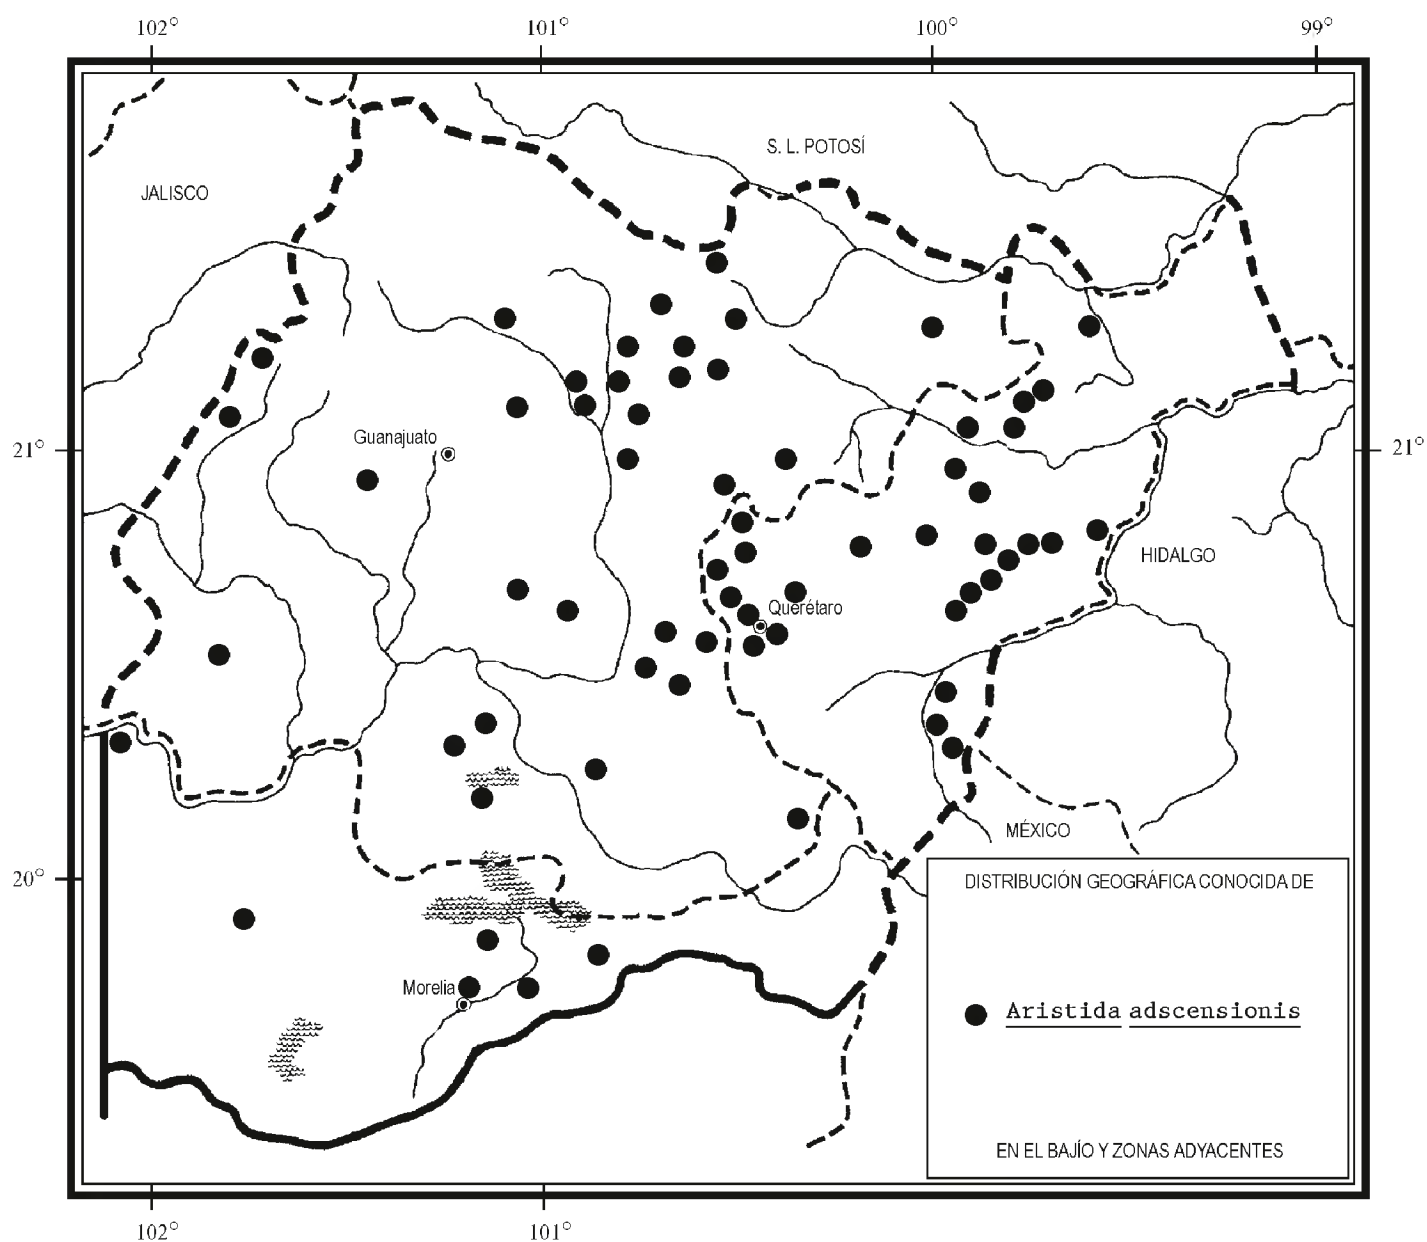 102° 101° 100° 99°
S. L. POTOSÍ
JALISCO
Guanajuato
21° 21°
HIDALGO
Querétaro
MÉXICO
20°
DISTRIBUCIÓN GEOGRÁFICA CONOCIDA DE
Morelia
Aristida adscensionis
EN EL BAJÍO Y ZONAS ADYACENTES
102° 101°